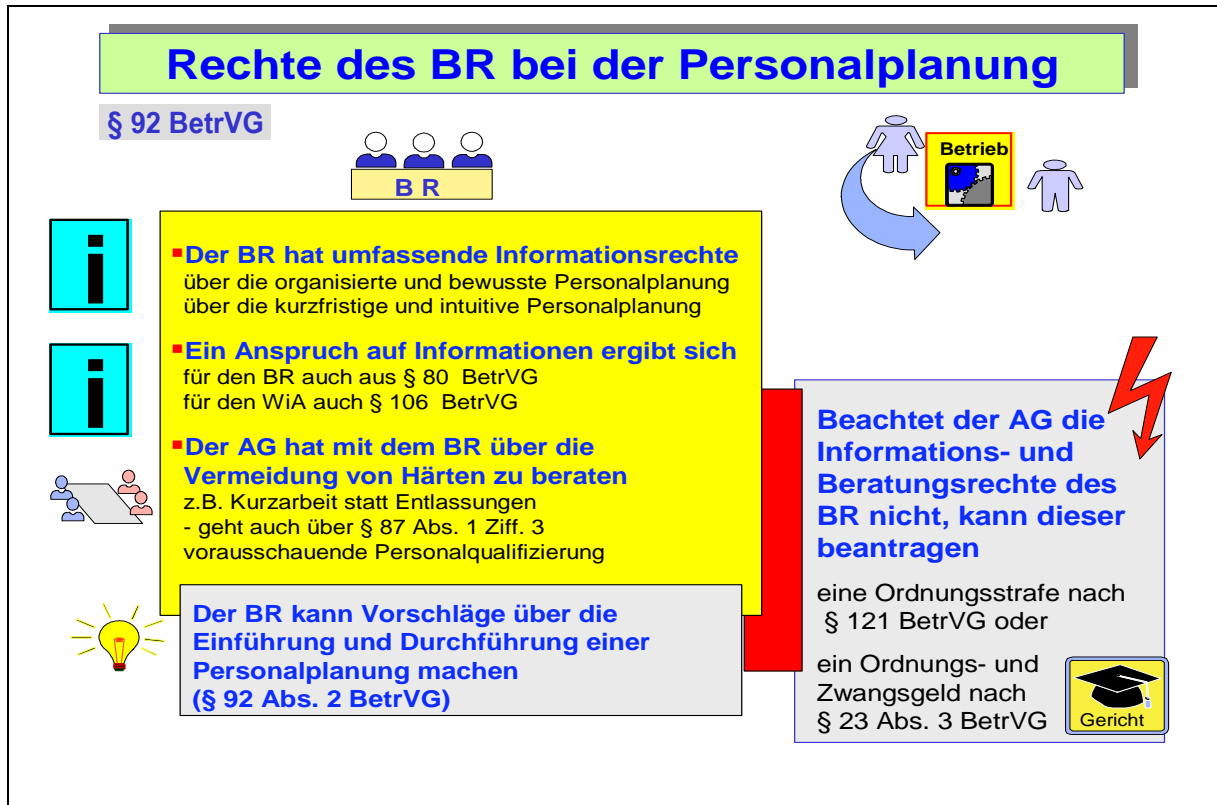 Rechte des BR bei der Personalplanung
§ 92 BetrVG
B R
Betrieb
i
▪Der BR hat umfassende Informationsrechte
über die organisierte und bewusste Personalplanung
über die kurzfristige und intuitive Personalplanung
i
▪Ein Anspruch auf Informationen ergibt sich
für den BR auch aus § 80 BetrVG
für den WiA auch § 106 BetrVG
▪Der AG hat mit dem BR über die
Vermeidung von Härten zu beraten
z.B. Kurzarbeit statt Entlassungen
- geht auch über § 87 Abs. 1 Ziff. 3
vorausschauende Personalqualifizierung
Der BR kann Vorschläge über die
Einführung und Durchführung einer
Personalplanung machen
(§ 92 Abs. 2 BetrVG)
Beachtet der AG die
Informations- und
Beratungsrechte des
BR nicht, kann dieser
beantragen
eine Ordnungsstrafe nach
§ 121 BetrVG oder
ein Ordnungs- und
Zwangsgeld nach
§ 23 Abs. 3 BetrVG
Gericht